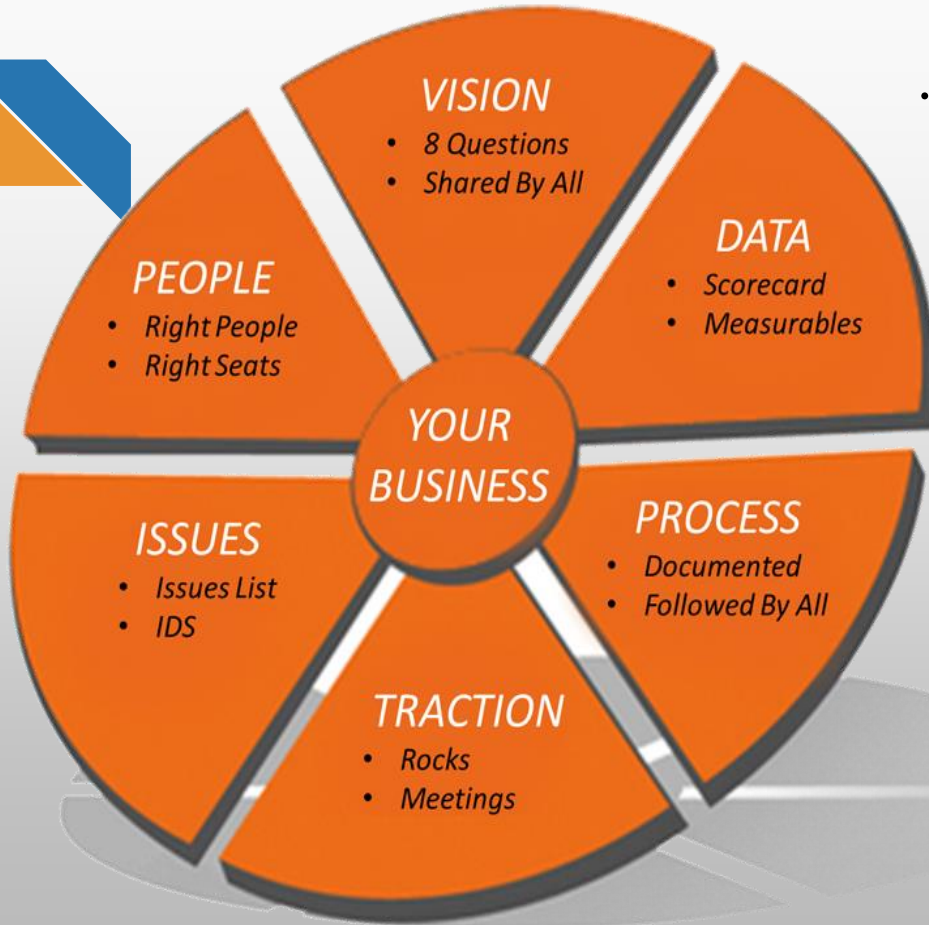 VISION
• 8 Questions
• Shared By All
DATA
• Scorecard
• Measurables
PROCESS
• Documented
• Followed By All
TRACTION
• Rocks
• Meetings
ISSUES
• Issues List
• IDS
PEOPLE
• Right People
• Right Seats
YOUR
BUSINESS
•